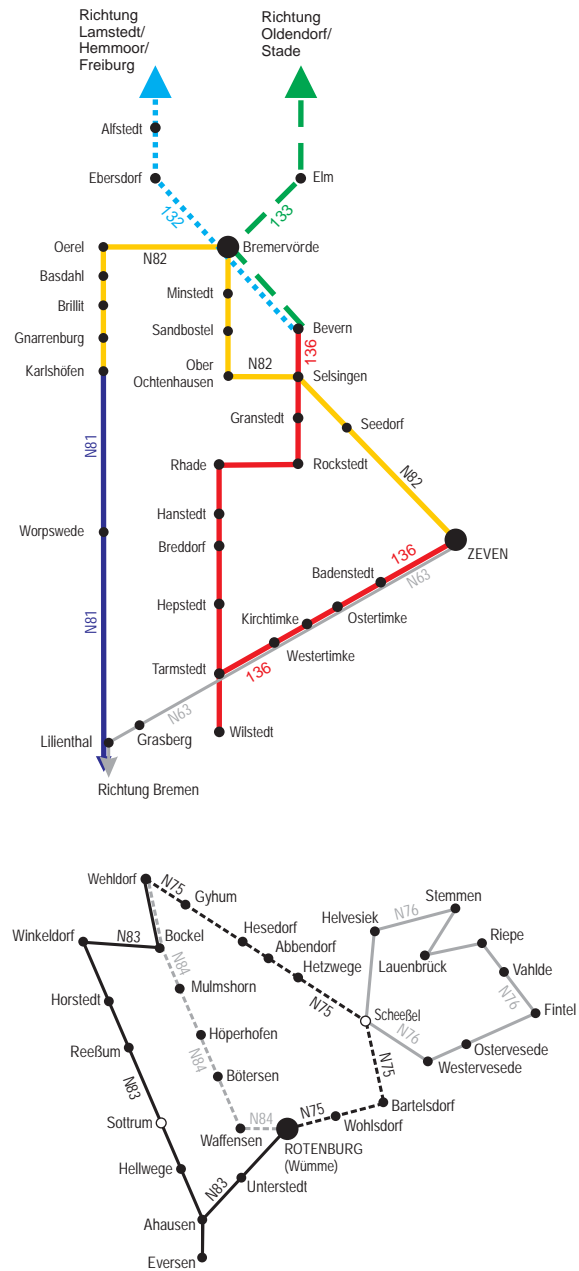 Richtung
Lamstedt/
Hemmoor/
Freiburg
Richtung
Oldendorf/
Stade
Alfstedt
Ebersdorf
Elm
132
133
Oerel
Bremervörde
N82
Basdahl
Minstedt
Brillit
Sandbostel
Bevern
Gnarrenburg
136
Ober
Ochtenhausen
N82
Karlshöfen
Selsingen
Granstedt
Seedorf
N81
Rhade
Rockstedt
N82
Hanstedt
Worpswede
Breddorf
136
ZEVEN
Badenstedt
N63
Hepstedt
Kirchtimke
Ostertimke
N81
Westertimke
Tarmstedt
136
N63
Wilstedt
Lilienthal
Grasberg
Richtung Bremen
Wehldorf
N75
Gyhum
Stemmen
Helvesiek
N76
Winkeldorf
N83
Bockel
Hesedorf
Riepe
Abbendorf
Lauenbrück
N84
Hetzwege
Vahlde
Mulmshorn
Horstedt
N75
Scheeßel
N76
Fintel
Höperhofen
N76
Reeßum
Ostervesede
N84
Westervesede
N75
Bötersen
N83
Bartelsdorf
Sottrum
N84
N75
Wohlsdorf
Waffensen
ROTENBURG
(Wümme)
Hellwege
N83
Unterstedt
Ahausen
Eversen